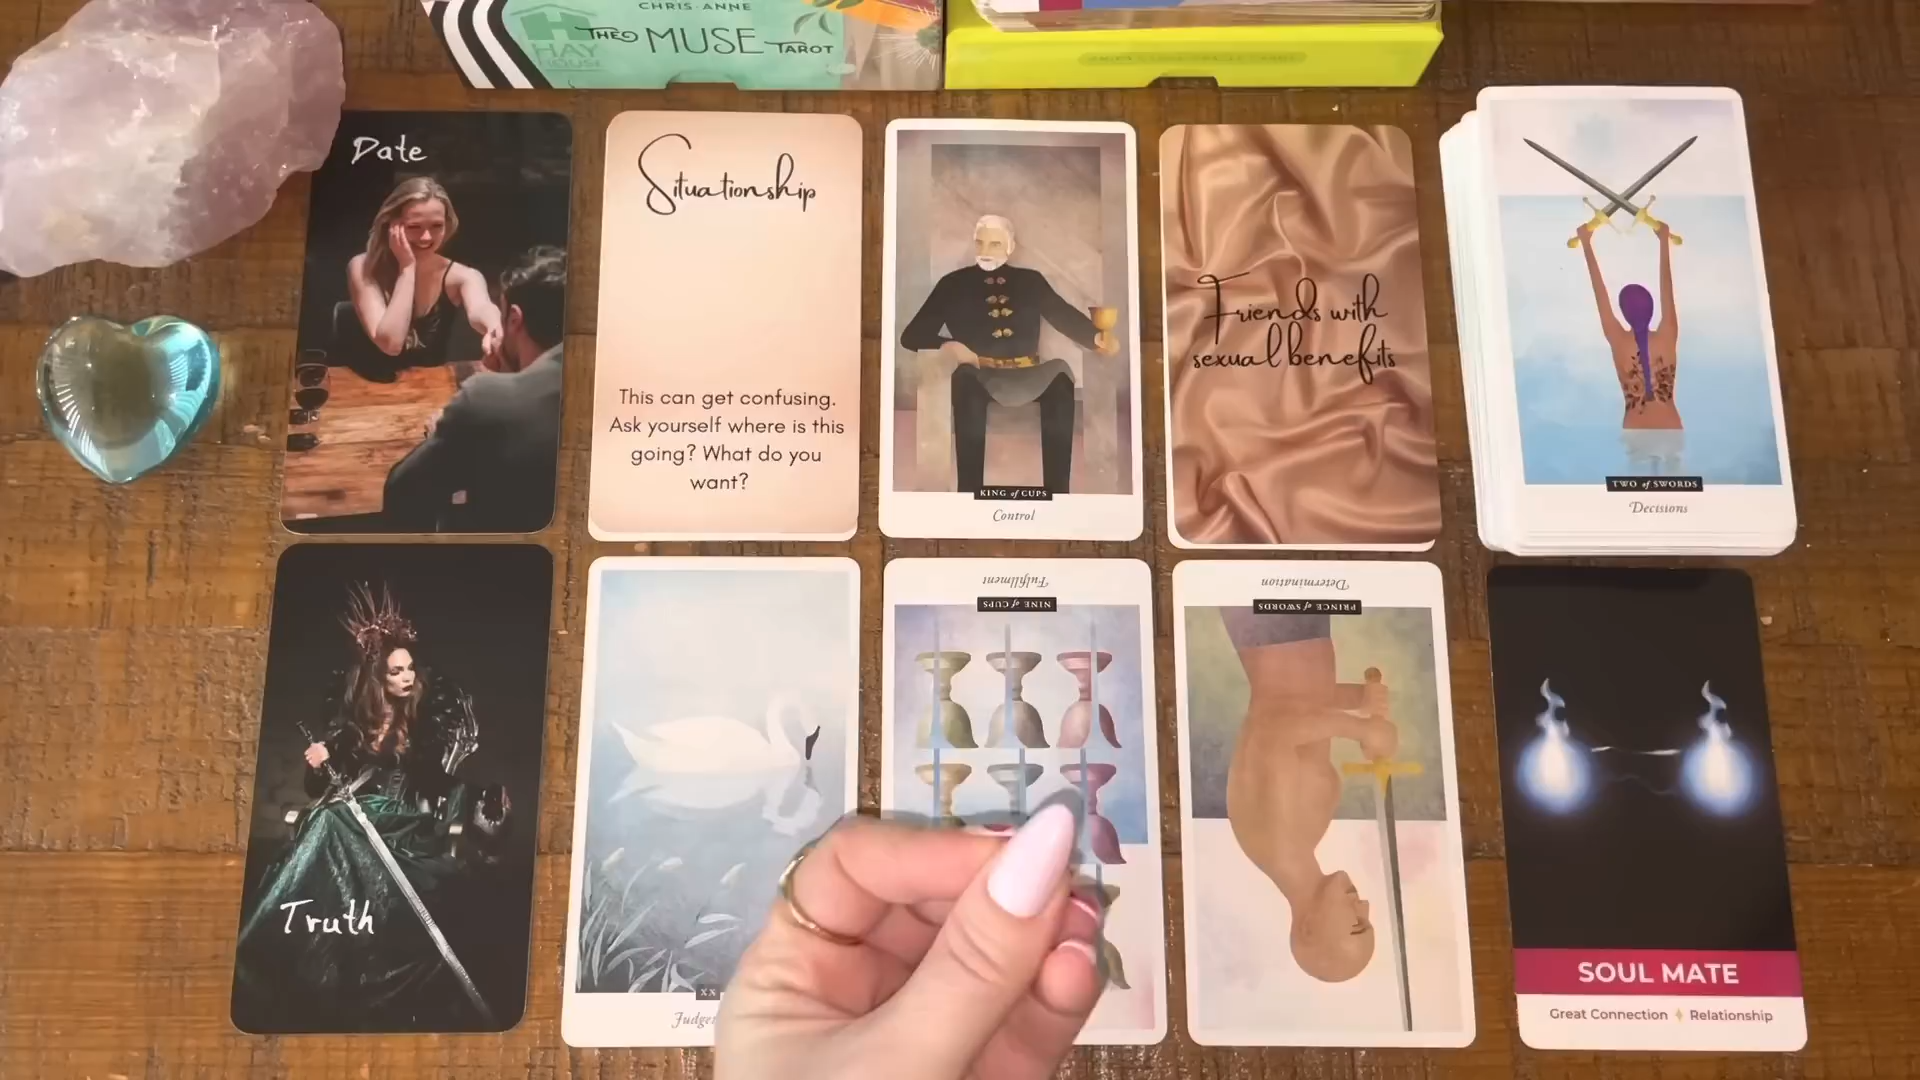 CHRIS-ANNE
THE MUSE TAROT
HAY
HOUSE
Date
Situationship
This can get confusing.
Ask yourself where is this
going? What do you
want?
KING of CUPS
Control
Friends with
sexual benefits
TWO of SWORDS
Decisions
Truth
XX
Fulfillment
NINE of CUPS
Determination
PRINCE of SWORDS
SOUL MATE
Great Connection Relationship